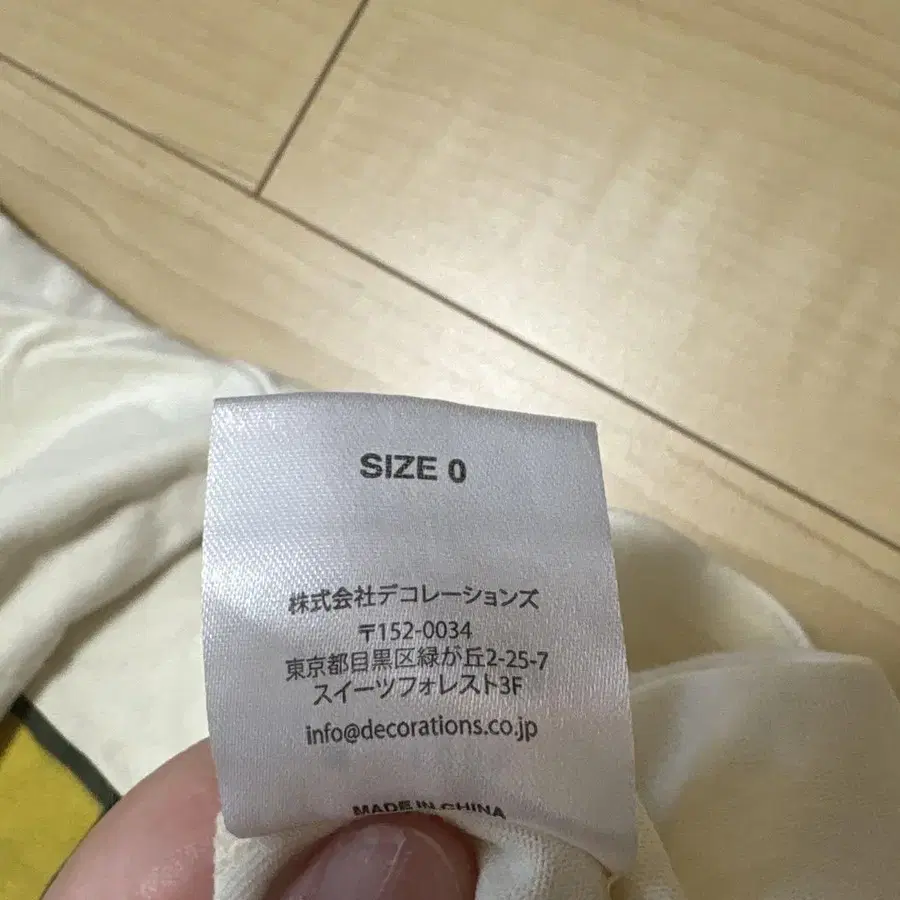 SIZE 0
株式会社デコレーションズ
〒152-0034
東京都目黒区緑が丘2-25-7
スイーツフォレスト3F
info@decorations.co.jp
MADE IN CHINA